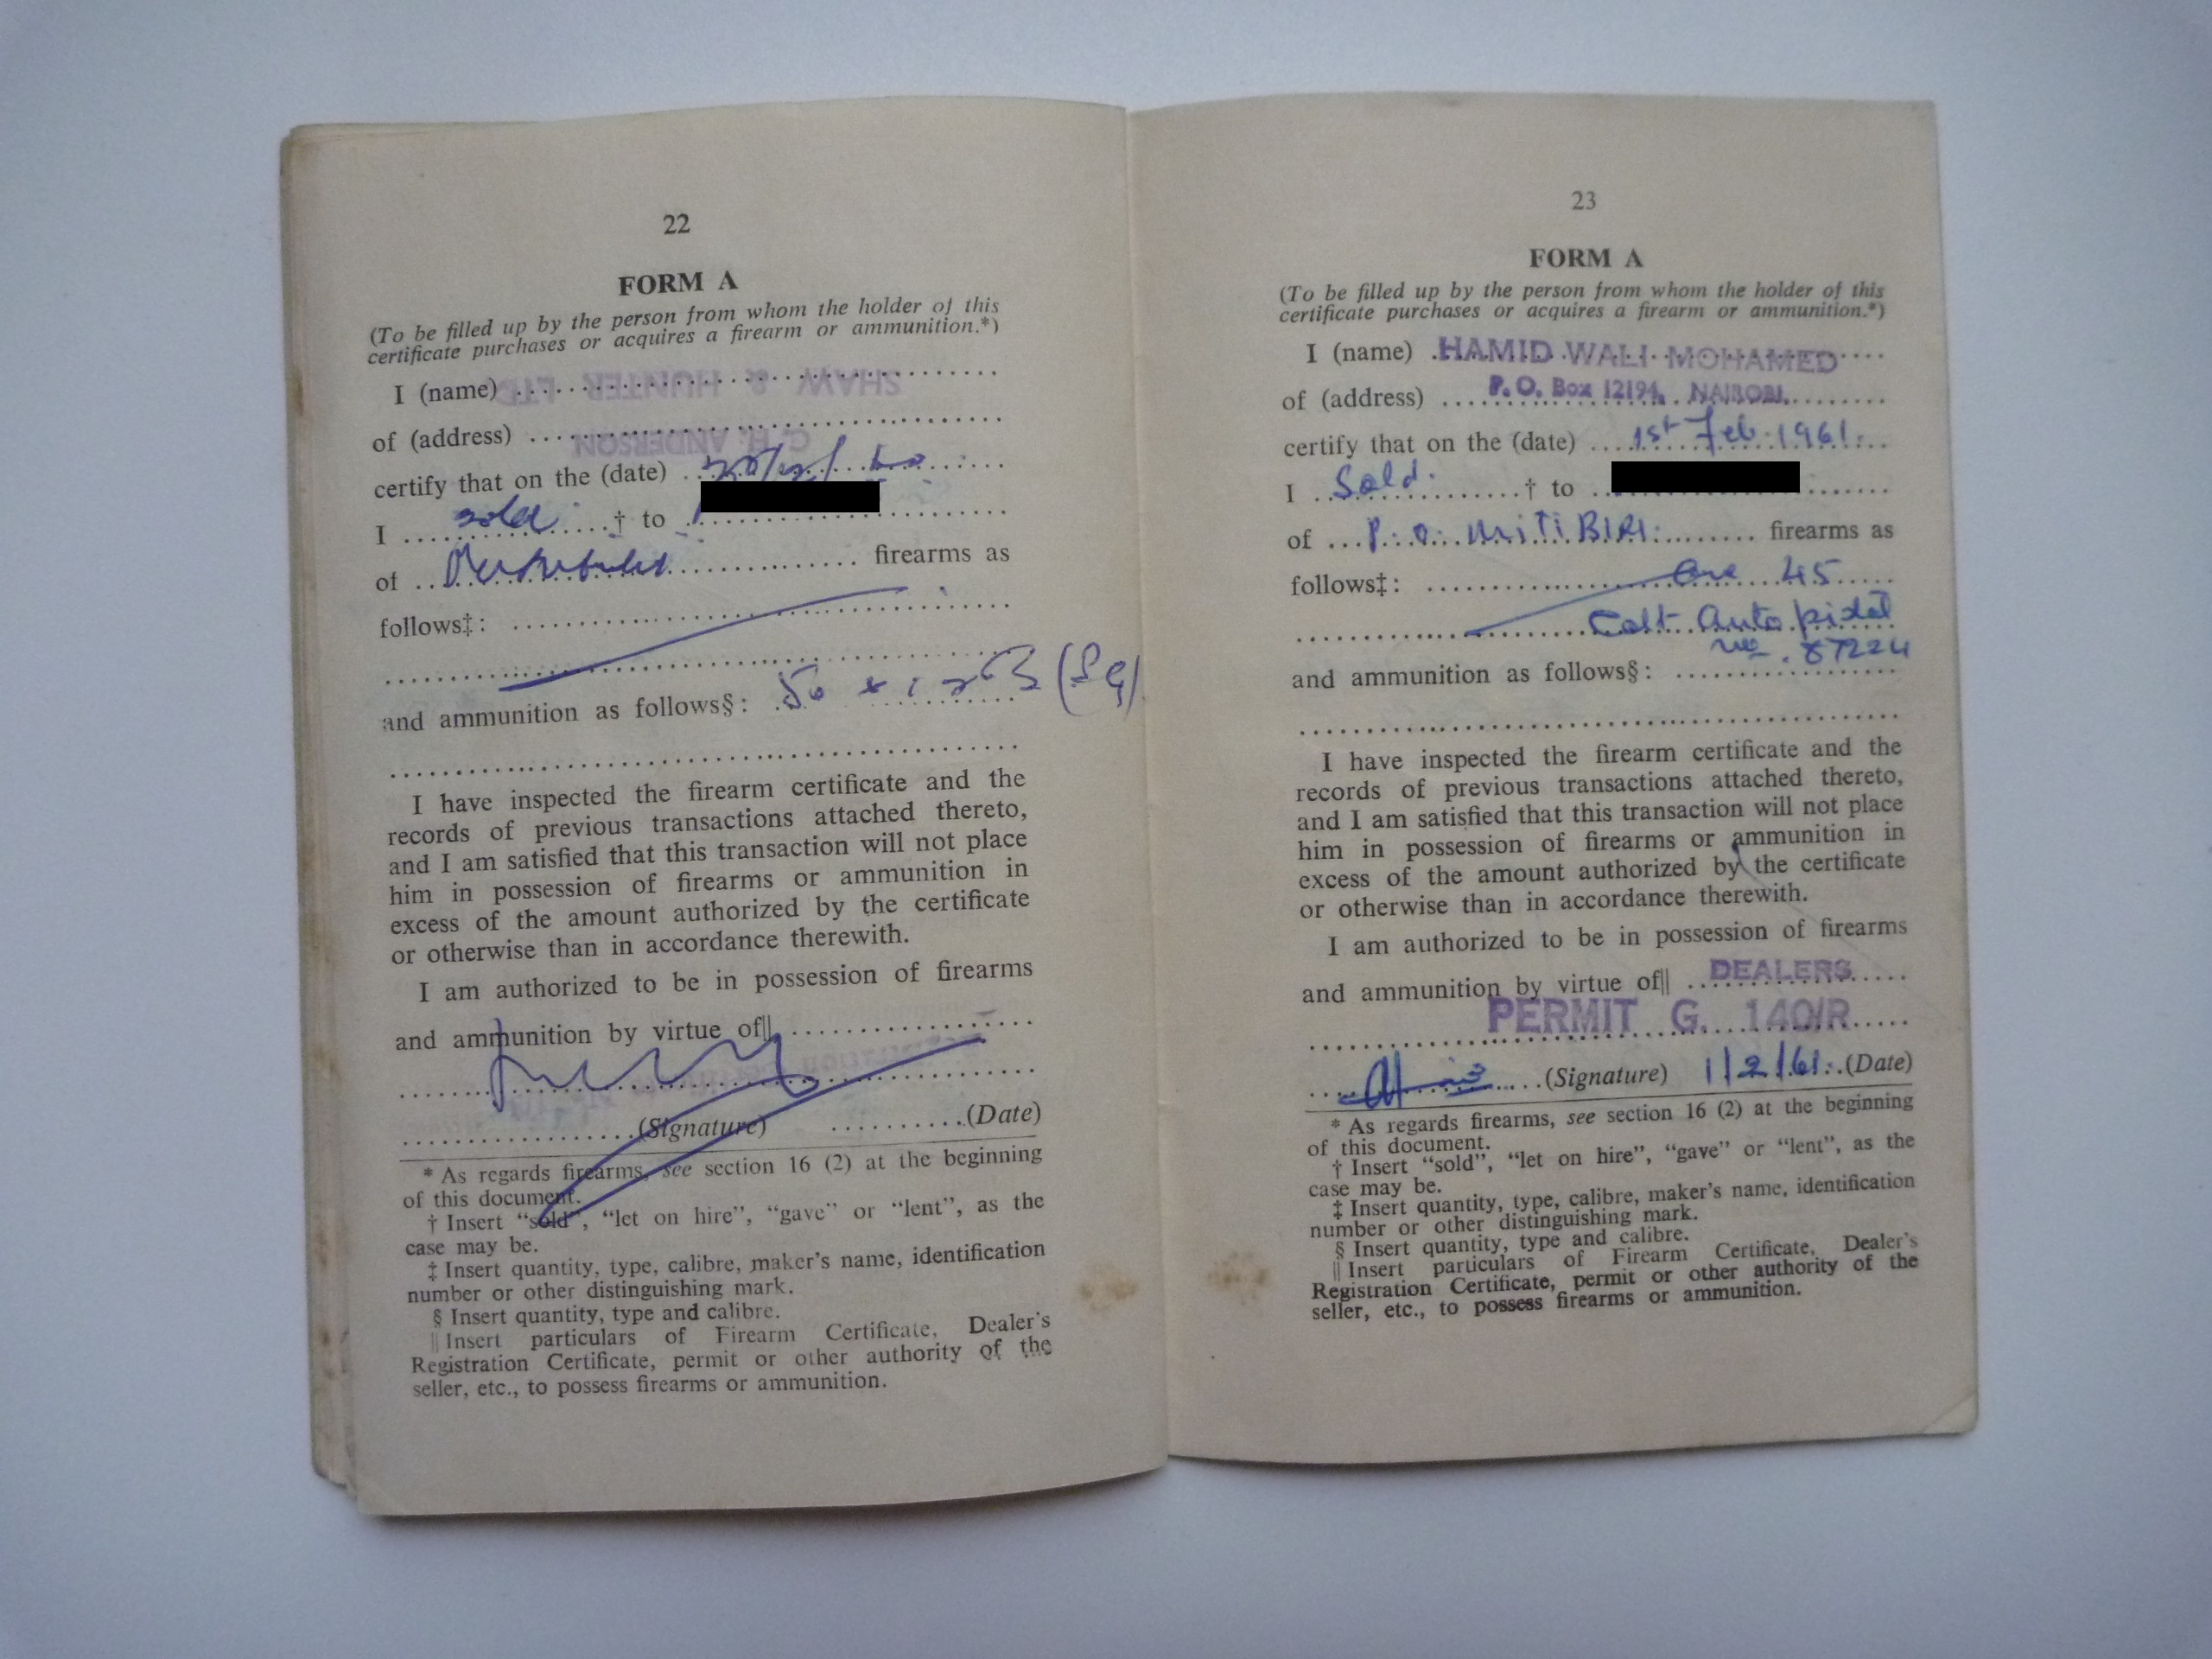 22
FORM A
(To be filled up by the person from whom the holder of this
certificate purchases or acquires a firearm or ammunition.*)
I (name) SHAW & HUNTER LTD.
of (address)
C. H. ANDERSON
certify that on the (date)
I sold † to
of firearms as
follows‡:
and ammunition as follows§: 50 (SG)
I have inspected the firearm certificate and the
records of previous transactions attached thereto,
and I am satisfied that this transaction will not place
him in possession of firearms or ammunition in
excess of the amount authorized by the certificate
or otherwise than in accordance therewith.
I am authorized to be in possession of firearms
and ammunition by virtue of‖
(Signature) (Date)
* As regards firearms, see section 16 (2) at the beginning
of this document.
† Insert “sold”, “let on hire”, “gave” or “lent”, as the
case may be.
‡ Insert quantity, type, calibre, maker's name, identification
number or other distinguishing mark.
§ Insert quantity, type and calibre.
‖ Insert particulars of Firearm Certificate, Dealer's
Registration Certificate, permit or other authority of the
seller, etc., to possess firearms or ammunition.
23
FORM A
(To be filled up by the person from whom the holder of this
certificate purchases or acquires a firearm or ammunition.*)
I (name) HAMID WALI MOHAMED
of (address) P. O. Box 12194, NAIROBI.
certify that on the (date) 1st Feb. 1961.
I Sold. † to
of P.O. MITI BIRI. firearms as
follows‡: One 45
Colt Auto pistol
No. 87224
and ammunition as follows§:
I have inspected the firearm certificate and the
records of previous transactions attached thereto,
and I am satisfied that this transaction will not place
him in possession of firearms or ammunition in
excess of the amount authorized by the certificate
or otherwise than in accordance therewith.
I am authorized to be in possession of firearms
and ammunition by virtue of‖ DEALERS
PERMIT G. 140/R
(Signature) 1/2/61. (Date)
* As regards firearms, see section 16 (2) at the beginning
of this document.
† Insert “sold”, “let on hire”, “gave” or “lent”, as the
case may be.
‡ Insert quantity, type, calibre, maker's name, identification
number or other distinguishing mark.
§ Insert quantity, type and calibre.
‖ Insert particulars of Firearm Certificate, Dealer's
Registration Certificate, permit or other authority of the
seller, etc., to possess firearms or ammunition.